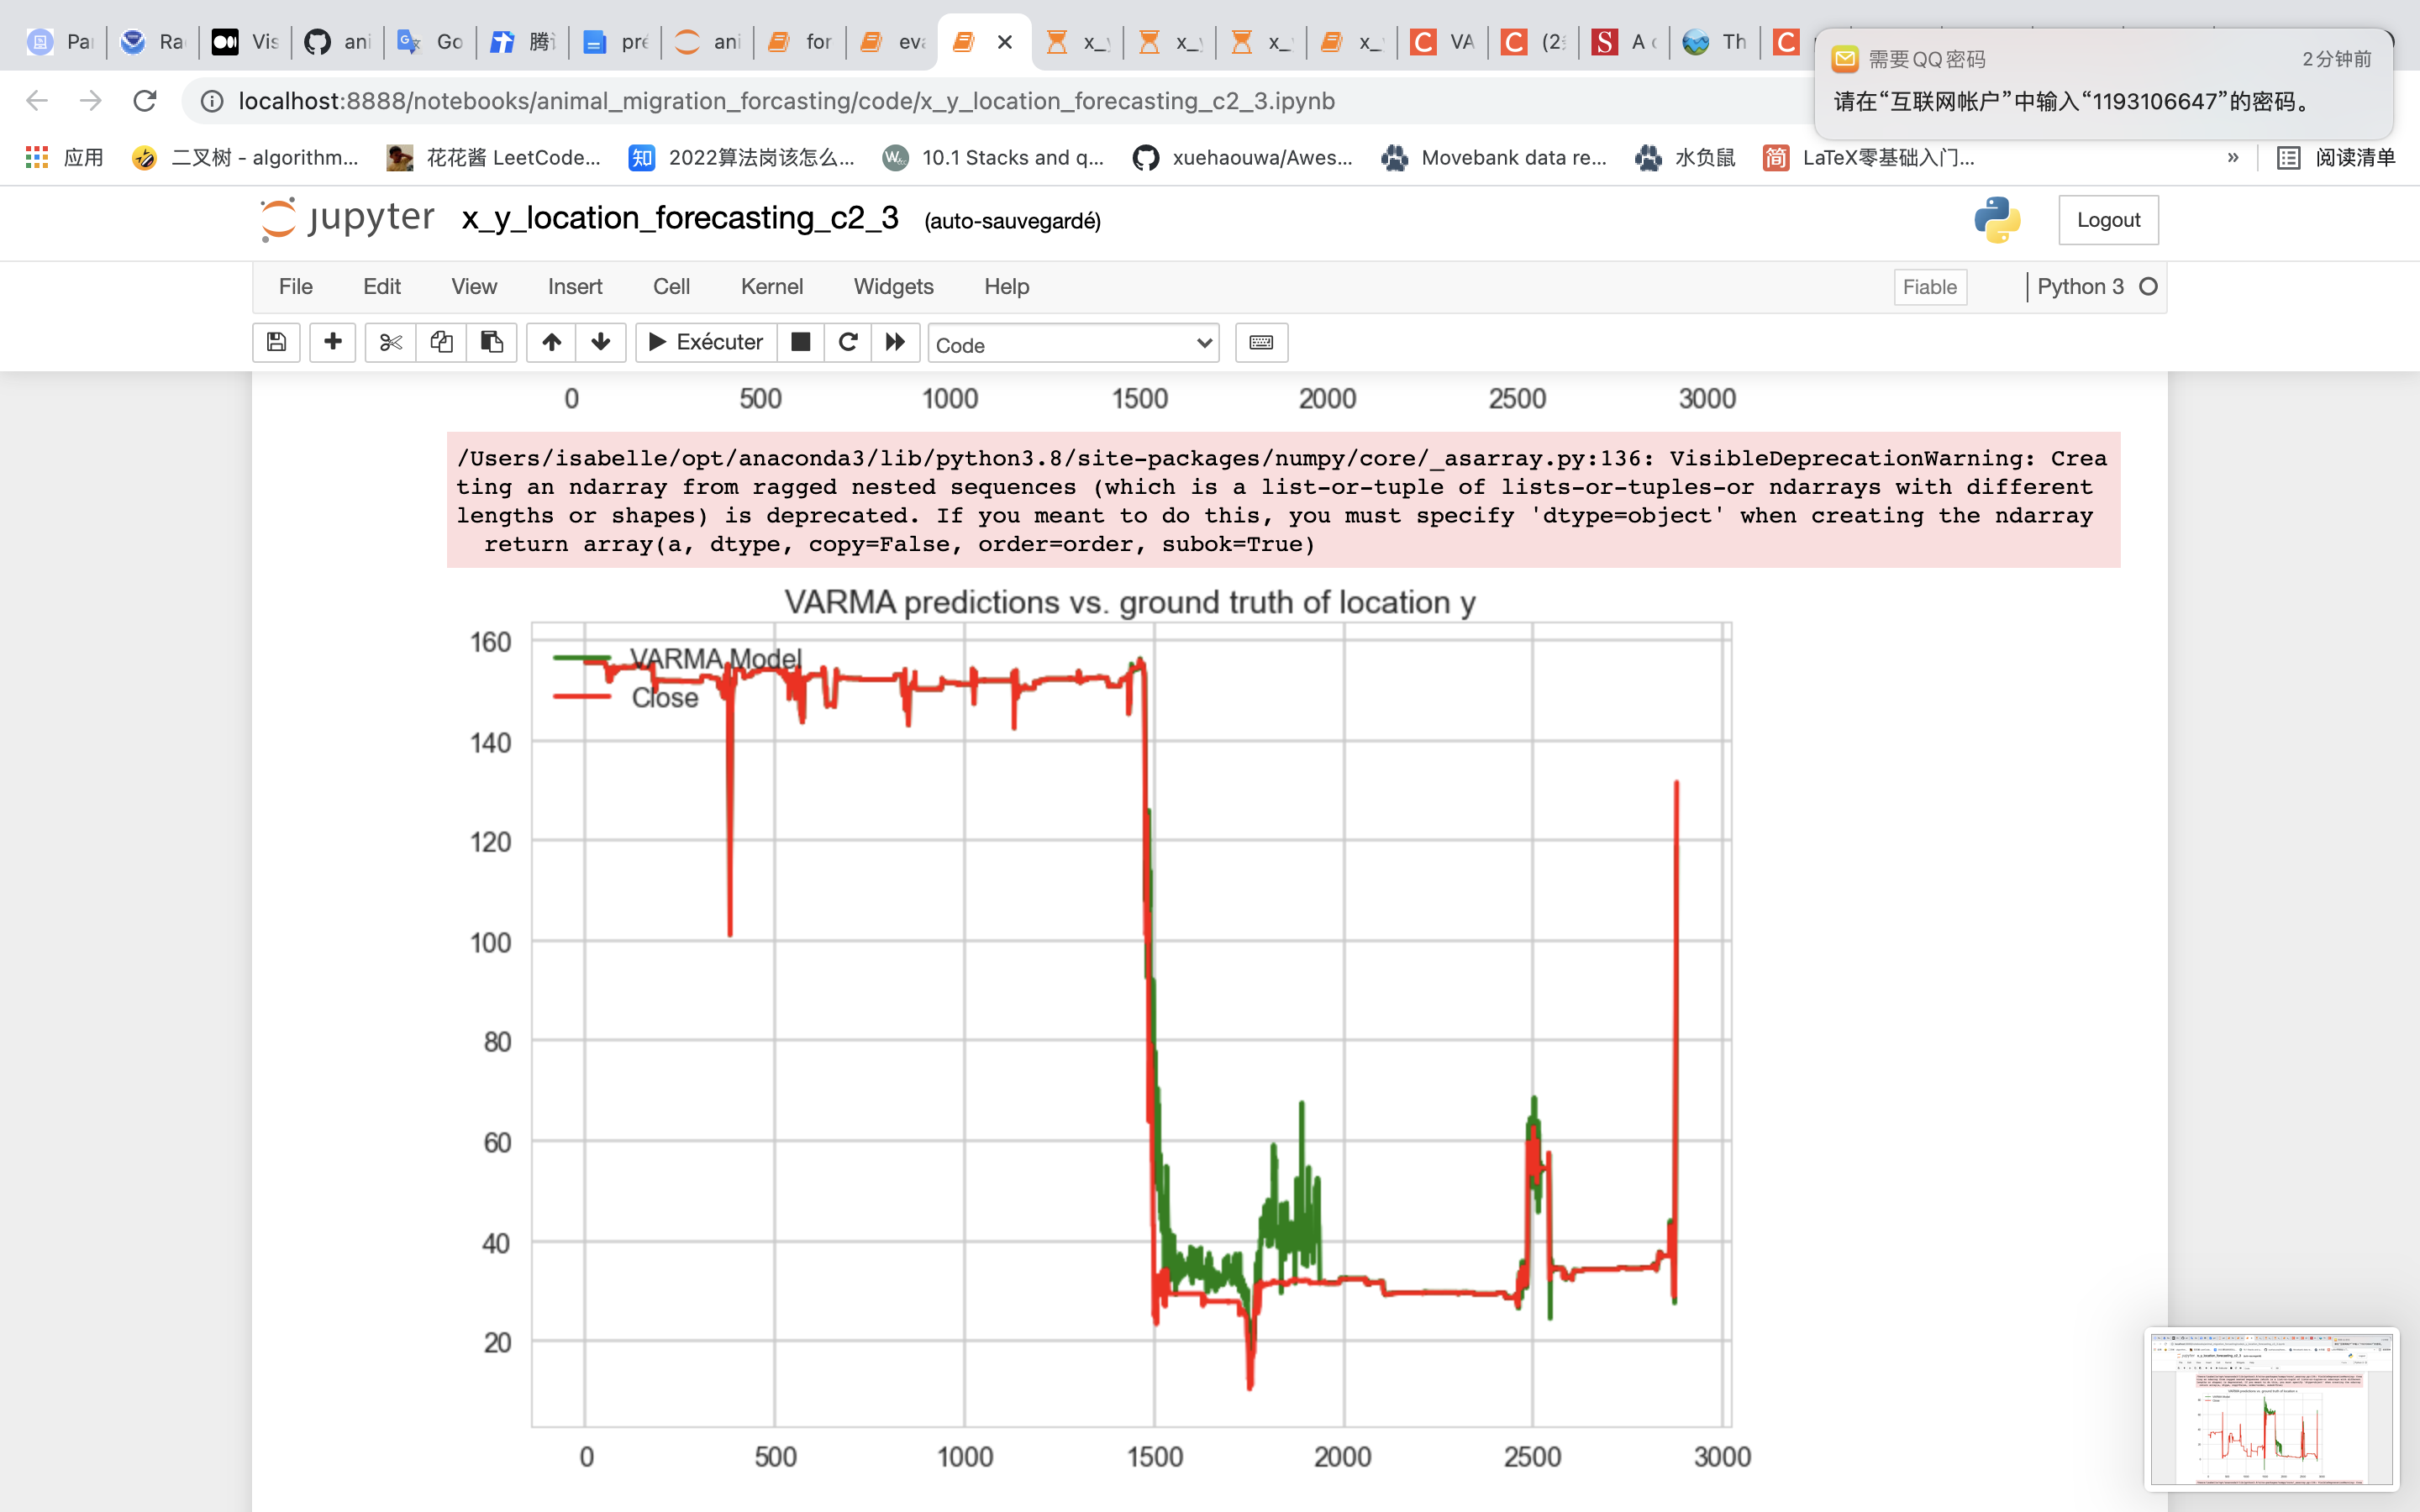 Pa
Ra
Vis
ani
Go
腾
pré
ani
for
eva
x_
x_
x_
x_
VA
(2
A
Th
需要QQ密码
2分钟前
请在“互联网帐户”中输入“1193106647”的密码。
localhost:8888/notebooks/animal_migration_forcasting/code/x_y_location_forecasting_c2_3.ipynb
应用
二叉树 - algorithm...
花花酱 LeetCode...
知 2022算法岗该怎么...
10.1 Stacks and q...
xuehaouwa/Awes...
Movebank data re...
水负鼠
简 LaTeX零基础入门...
»
阅读清单
jupyter x_y_location_forecasting_c2_3 (auto-sauvegardé)
Logout
File Edit View Insert Cell Kernel Widgets Help
Fiable
Python 3
Exécuter
Code
0 500 1000 1500 2000 2500 3000
/Users/isabelle/opt/anaconda3/lib/python3.8/site-packages/numpy/core/_asarray.py:136: VisibleDeprecationWarning: Crea
ting an ndarray from ragged nested sequences (which is a list-or-tuple of lists-or-tuples-or ndarrays with different
lengths or shapes) is deprecated. If you meant to do this, you must specify 'dtype=object' when creating the ndarray
return array(a, dtype, copy=False, order=order, subok=True)
VARMA predictions vs. ground truth of location y
VARMA Model
Close
160
140
120
100
80
60
40
20
0 500 1000 1500 2000 2500 3000